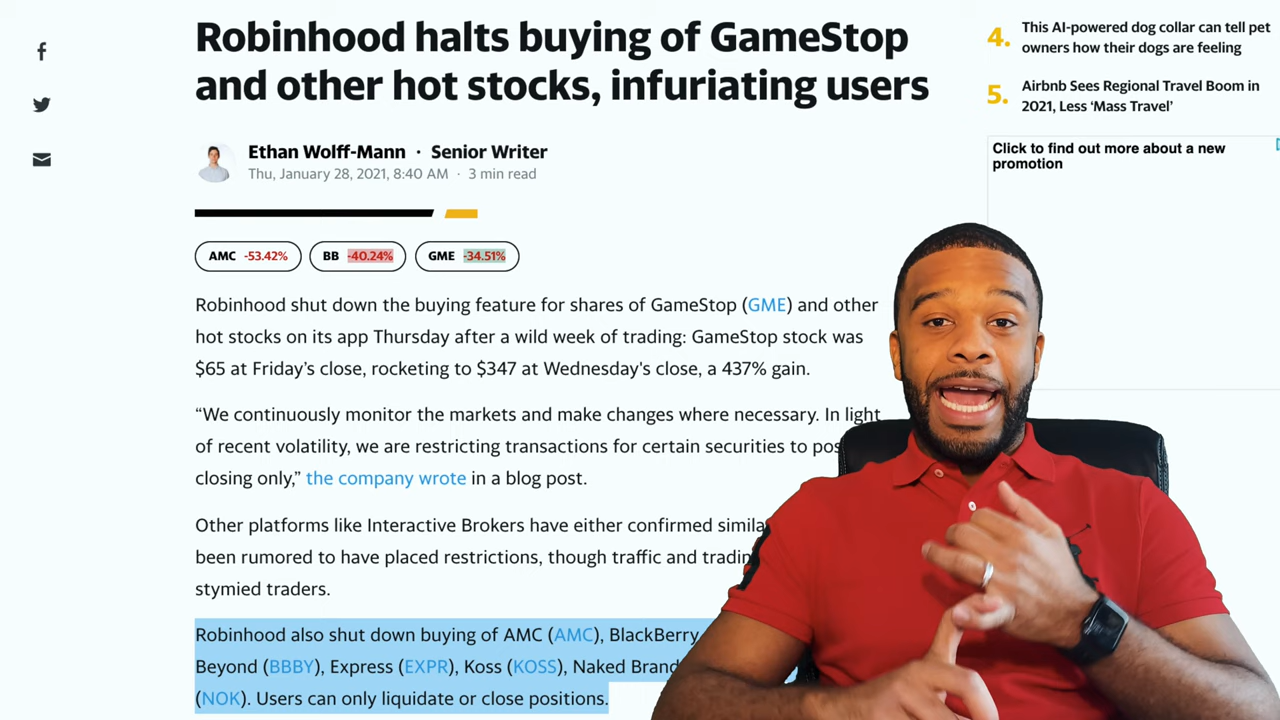 Robinhood halts buying of GameStop
and other hot stocks, infuriating users
Ethan Wolff-Mann · Senior Writer
Thu, January 28, 2021, 8:40 AM · 3 min read
AMC -53.42% BB -40.24% GME -34.51%
Robinhood shut down the buying feature for shares of GameStop (GME) and other
hot stocks on its app Thursday after a wild week of trading: GameStop stock was
$65 at Friday’s close, rocketing to $347 at Wednesday's close, a 437% gain.
“We continuously monitor the markets and make changes where necessary. In light
of recent volatility, we are restricting transactions for certain securities to
closing only,” the company wrote in a blog post.
Other platforms like Interactive Brokers have either confirmed
been rumored to have placed restrictions, though traffic and
stymied traders.
Robinhood also shut down buying of AMC (AMC), BlackBerry
Beyond (BBBY), Express (EXPR), Koss (KOSS), Naked Brand
(NOK). Users can only liquidate or close positions.
4. This AI-powered dog collar can tell pet
owners how their dogs are feeling
5. Airbnb Sees Regional Travel Boom in
2021, Less ‘Mass Travel’
Click to find out more about a new
promotion